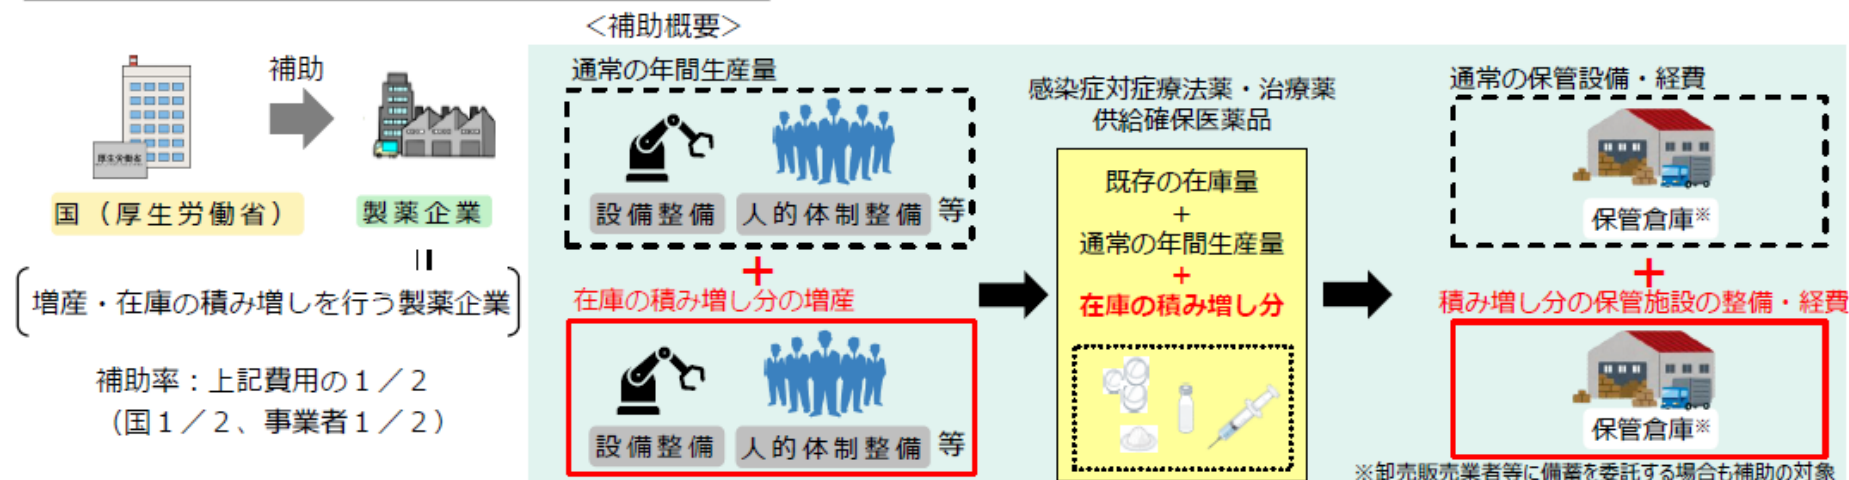 ＜補助概要＞
補助
厚生労働省
国（厚生労働省）
製薬企業
＝
増産・在庫の積み増しを行う製薬企業
補助率：上記費用の１／２
（国１／２、事業者１／２）
通常の年間生産量
設備整備 人的体制整備 等
＋
在庫の積み増し分の増産
設備整備 人的体制整備 等
感染症対症療法薬・治療薬
供給確保医薬品
既存の在庫量
＋
通常の年間生産量
＋
在庫の積み増し分
通常の保管設備・経費
保管倉庫※
＋
積み増し分の保管施設の整備・経費
保管倉庫※
※卸売販売業者等に備蓄を委託する場合も補助の対象